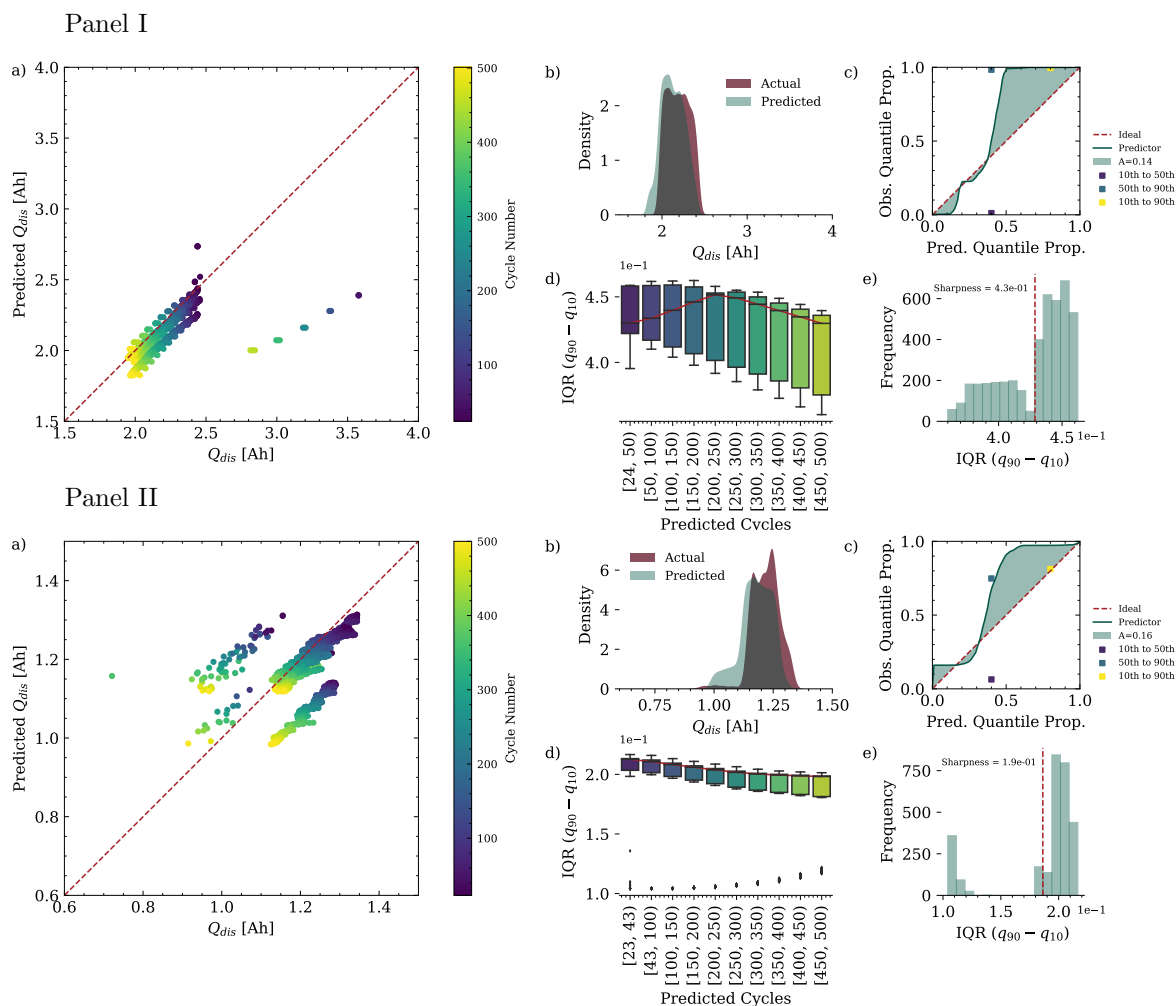 Panel I
a)
4.0
3.5
3.0
2.5
2.0
1.5
1.5 2.0 2.5 3.0 3.5 4.0
Predicted Q_dis [Ah]
Q_dis [Ah]
500
400
300
200
100
Cycle Number
b)
Actual
Predicted
Density
2
1
0
2 3 4
Q_dis [Ah]
c)
Obs. Quantile Prop.
1.0
0.5
0.0
0.0 0.5 1.0
Pred. Quantile Prop.
Ideal
Predictor
A=0.14
10th to 50th
50th to 90th
10th to 90th
d)
1e−1
4.5
4.0
IQR (q90 − q10)
[24, 50)
[50, 100)
[100, 150)
[150, 200)
[200, 250)
[250, 300)
[300, 350)
[350, 400)
[400, 450)
[450, 500)
Predicted Cycles
e)
Sharpness = 4.3e-01
Frequency
600
400
200
0
4.0 4.5
1e−1
IQR (q90 − q10)
Panel II
a)
1.4
1.2
1.0
0.8
0.6
0.6 0.8 1.0 1.2 1.4
Predicted Q_dis [Ah]
Q_dis [Ah]
500
400
300
200
100
Cycle Number
b)
Actual
Predicted
Density
6
4
2
0
0.75 1.00 1.25 1.50
Q_dis [Ah]
c)
Obs. Quantile Prop.
1.0
0.5
0.0
0.0 0.5 1.0
Pred. Quantile Prop.
Ideal
Predictor
A=0.16
10th to 50th
50th to 90th
10th to 90th
d)
1e−1
2.0
1.5
1.0
IQR (q90 − q10)
[23, 43)
[43, 100)
[100, 150)
[150, 200)
[200, 250)
[250, 300)
[300, 350)
[350, 400)
[400, 450)
[450, 500)
Predicted Cycles
e)
Sharpness = 1.9e-01
Frequency
750
500
250
0
1.0 1.5 2.0
1e−1
IQR (q90 − q10)